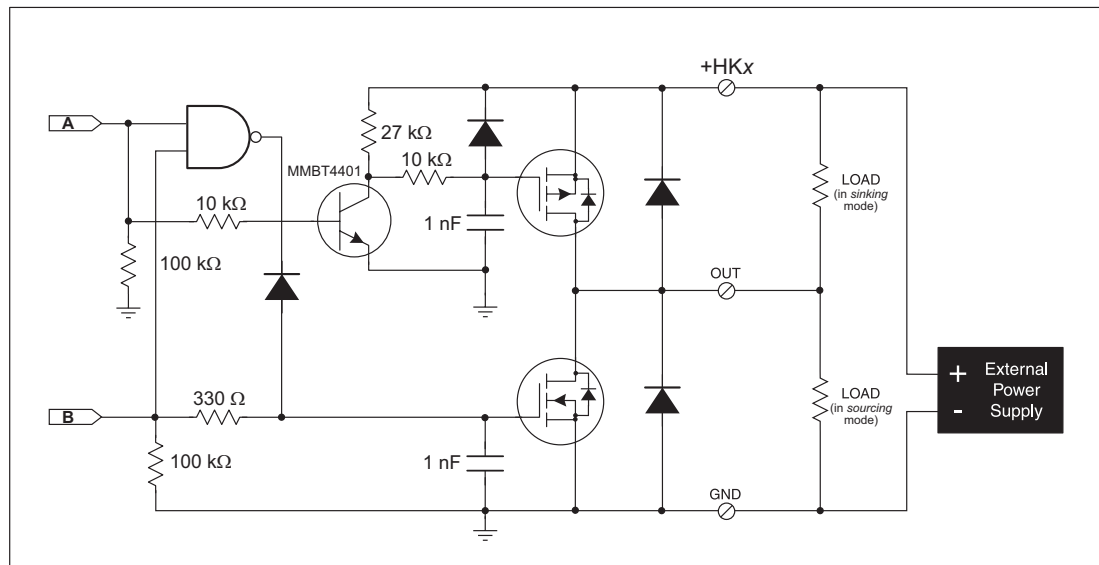 +HKx
A
27 kΩ
10 kΩ
MMBT4401
LOAD
(in sinking
mode)
10 kΩ
1 nF
100 kΩ
OUT
B
330 Ω
+ External
Power
- Supply
LOAD
(in sourcing
mode)
100 kΩ
1 nF
GND